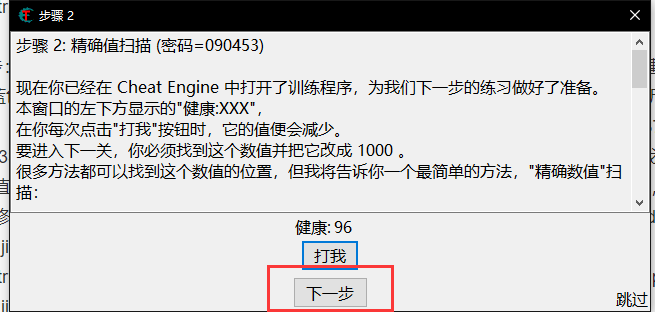 步骤 2
步骤 2: 精确值扫描 (密码=090453)
现在你已经在 Cheat Engine 中打开了训练程序，为我们下一步的练习做好了准备。
本窗口的左下方显示的"健康:XXX"，
在你每次点击"打我"按钮时，它的值便会减少。
要进入下一关，你必须找到这个数值并把它改成 1000 。
很多方法都可以找到这个数值的位置，但我将告诉你一个最简单的方法，"精确数值"扫
描：
健康: 96
打我
下一步
跳过